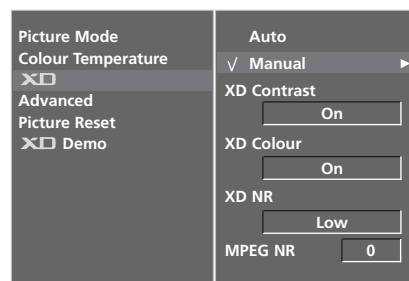 Picture Mode
Colour Temperature
XD
Advanced
Picture Reset
XD Demo
Auto
√ Manual
XD Contrast
On
XD Colour
On
XD NR
Low
MPEG NR 0